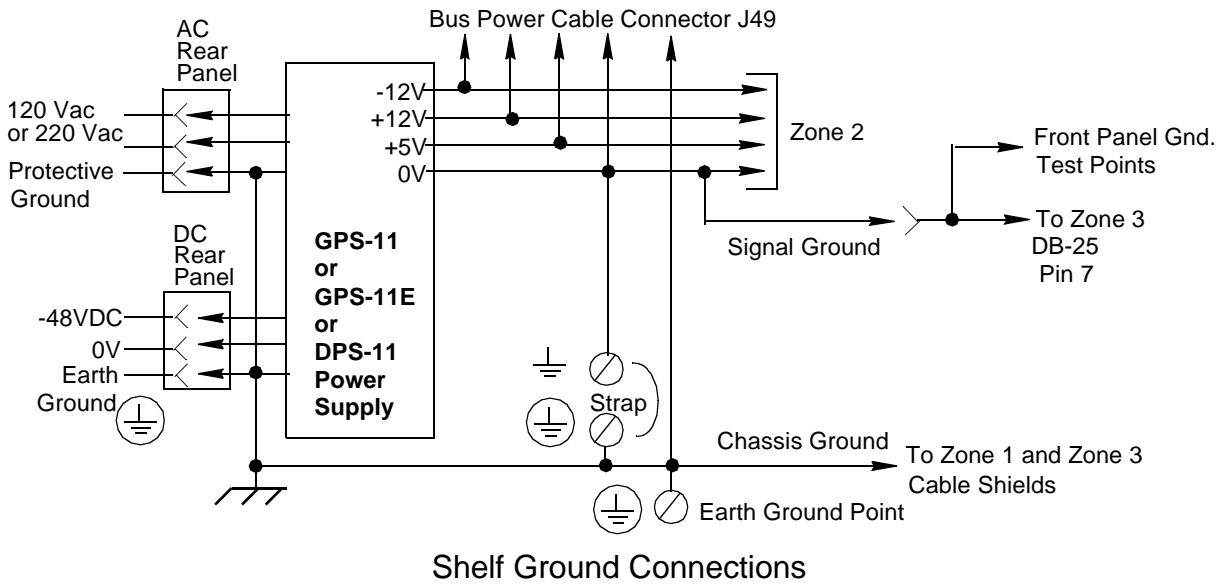 Bus Power Cable Connector J49
AC
Rear
Panel
120 Vac
or 220 Vac
Protective
Ground
-12V
+12V
+5V
0V
Zone 2
Front Panel Gnd.
Test Points
Signal Ground
To Zone 3
DB-25
Pin 7
DC
Rear
Panel
-48VDC
0V
Earth
Ground
GPS-11
or
GPS-11E
or
DPS-11
Power
Supply
Strap
Chassis Ground
To Zone 1 and Zone 3
Cable Shields
Earth Ground Point
Shelf Ground Connections